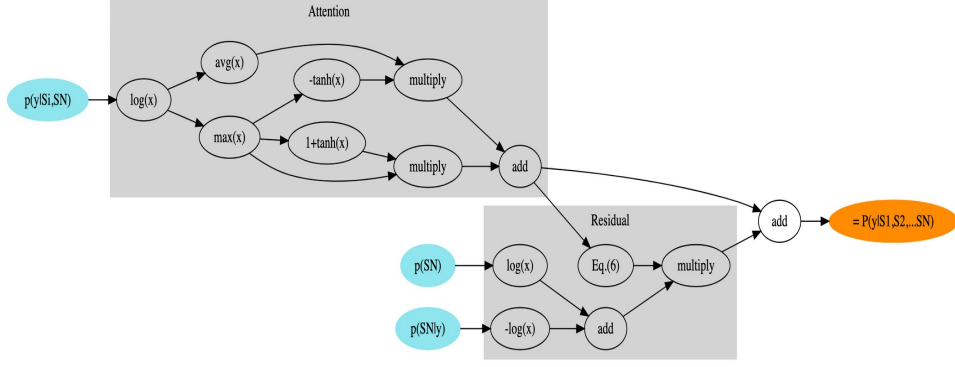 Attention
avg(x)
-tanh(x)
multiply
p(y|Si,SN)
log(x)
max(x)
1+tanh(x)
multiply
add
Residual
add
= P(y|S1,S2,...SN)
p(SN)
log(x)
Eq.(6)
multiply
p(SN|y)
-log(x)
add